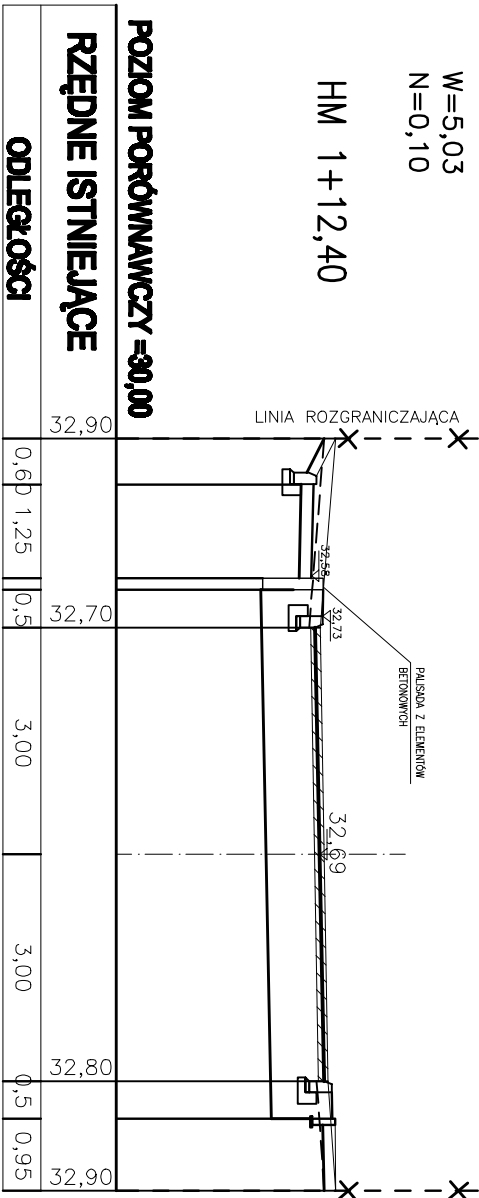 W=5,03
N=0,10
HM 1+12,40
LINIA ROZGRANICZAJĄCA
PALISADA Z ELEMENTÓW
BETONOWYCH
32,58
32,73
32,69
POZIOM PORÓWNAWCZY =30,00
RZĘDNE ISTNIEJĄCE
32,90
32,70
32,80
32,90
ODLEGŁOŚCI
0,60
1,25
0,5
3,00
3,00
0,5
0,95